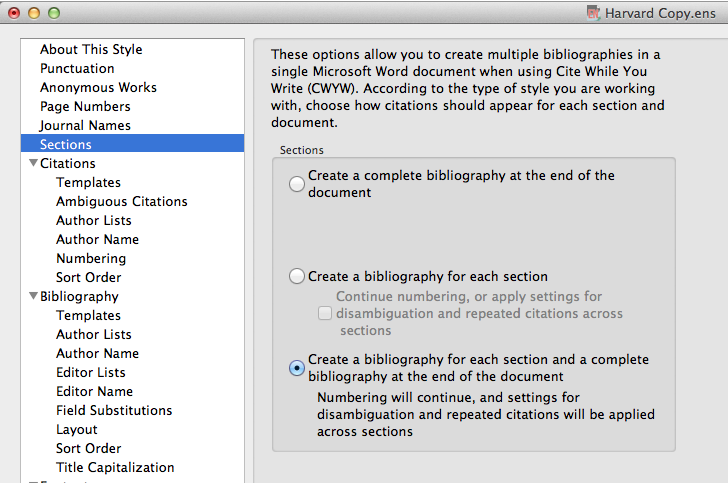 Harvard Copy.ens
About This Style
Punctuation
Anonymous Works
Page Numbers
Journal Names
Sections
Citations
Templates
Ambiguous Citations
Author Lists
Author Name
Numbering
Sort Order
Bibliography
Templates
Author Lists
Author Name
Editor Lists
Editor Name
Field Substitutions
Layout
Sort Order
Title Capitalization
These options allow you to create multiple bibliographies in a
single Microsoft Word document when using Cite While You
Write (CWYW). According to the type of style you are working
with, choose how citations should appear for each section and
document.
Sections
Create a complete bibliography at the end of the
document
Create a bibliography for each section
Continue numbering, or apply settings for
disambiguation and repeated citations across
sections
Create a bibliography for each section and a complete
bibliography at the end of the document
Numbering will continue, and settings for
disambiguation and repeated citations will be applied
across sections